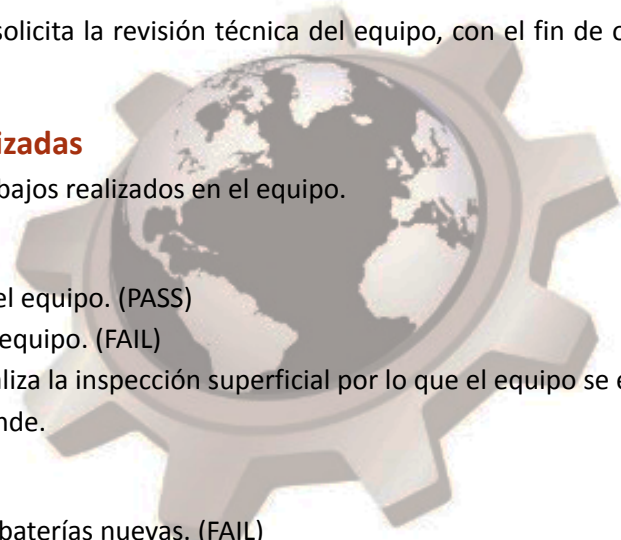 solicita la revisión técnica del equipo, con el fin de
izadas
bajos realizados en el equipo.
el equipo. (PASS)
equipo. (FAIL)
liza la inspección superficial por lo que el equipo se
nde.
baterías nuevas. (FAIL)